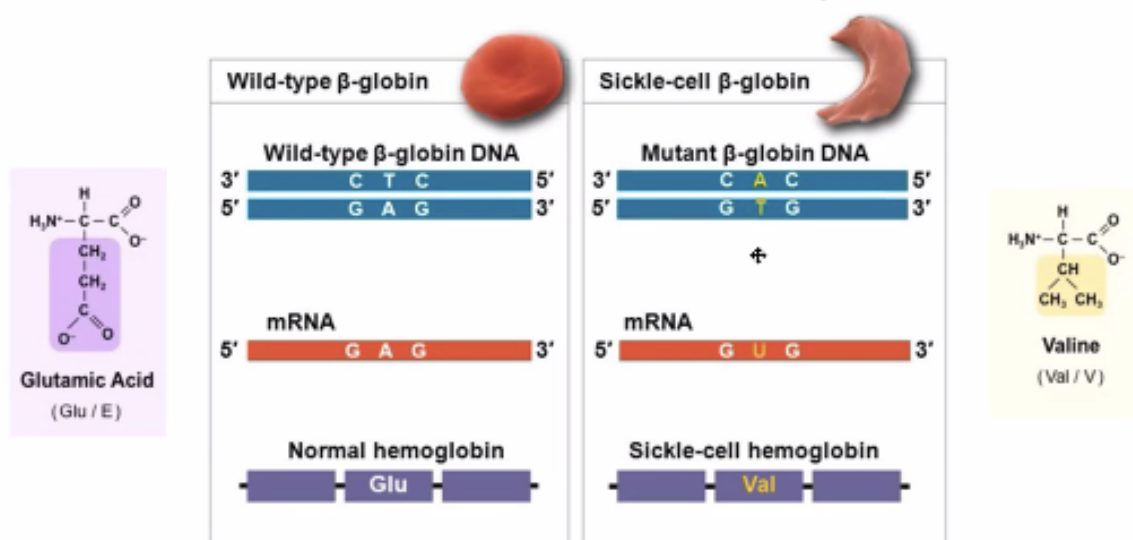 Wild-type β-globin
Wild-type β-globin DNA
3′ C T C 5′
5′ G A G 3′
mRNA
5′ G A G 3′
Normal hemoglobin
Glu
Sickle-cell β-globin
Mutant β-globin DNA
3′ C A C 5′
5′ G T G 3′
mRNA
5′ G U G 3′
Sickle-cell hemoglobin
Val
H
H₃N⁺ C C O
O⁻
CH₂
CH₂
C
O⁻ O
Glutamic Acid
(Glu / E)
H
H₃N⁺ C C O
O⁻
CH
CH₃ CH₃
Valine
(Val / V)